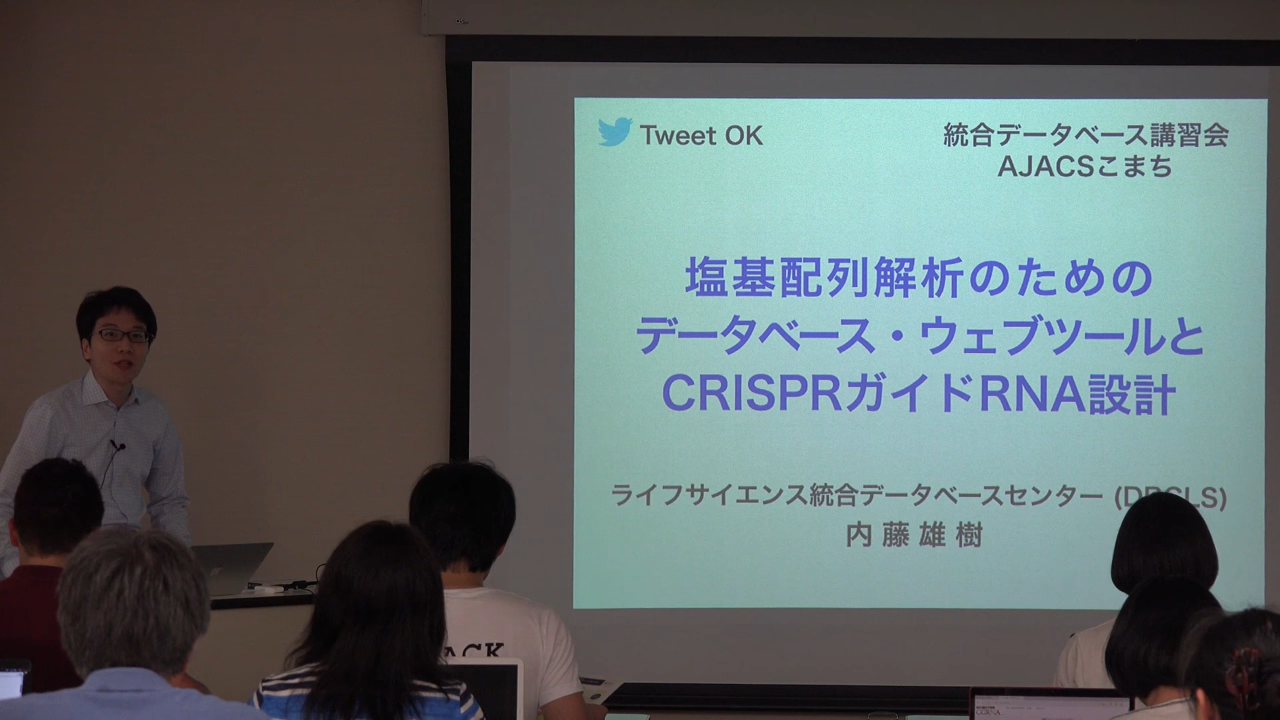 Tweet OK
統合データベース講習会
AJACSこまち
塩基配列解析のための
データベース・ウェブツールと
CRISPRガイドRNA設計
ライフサイエンス統合データベースセンター (DBCLS)
内藤雄樹